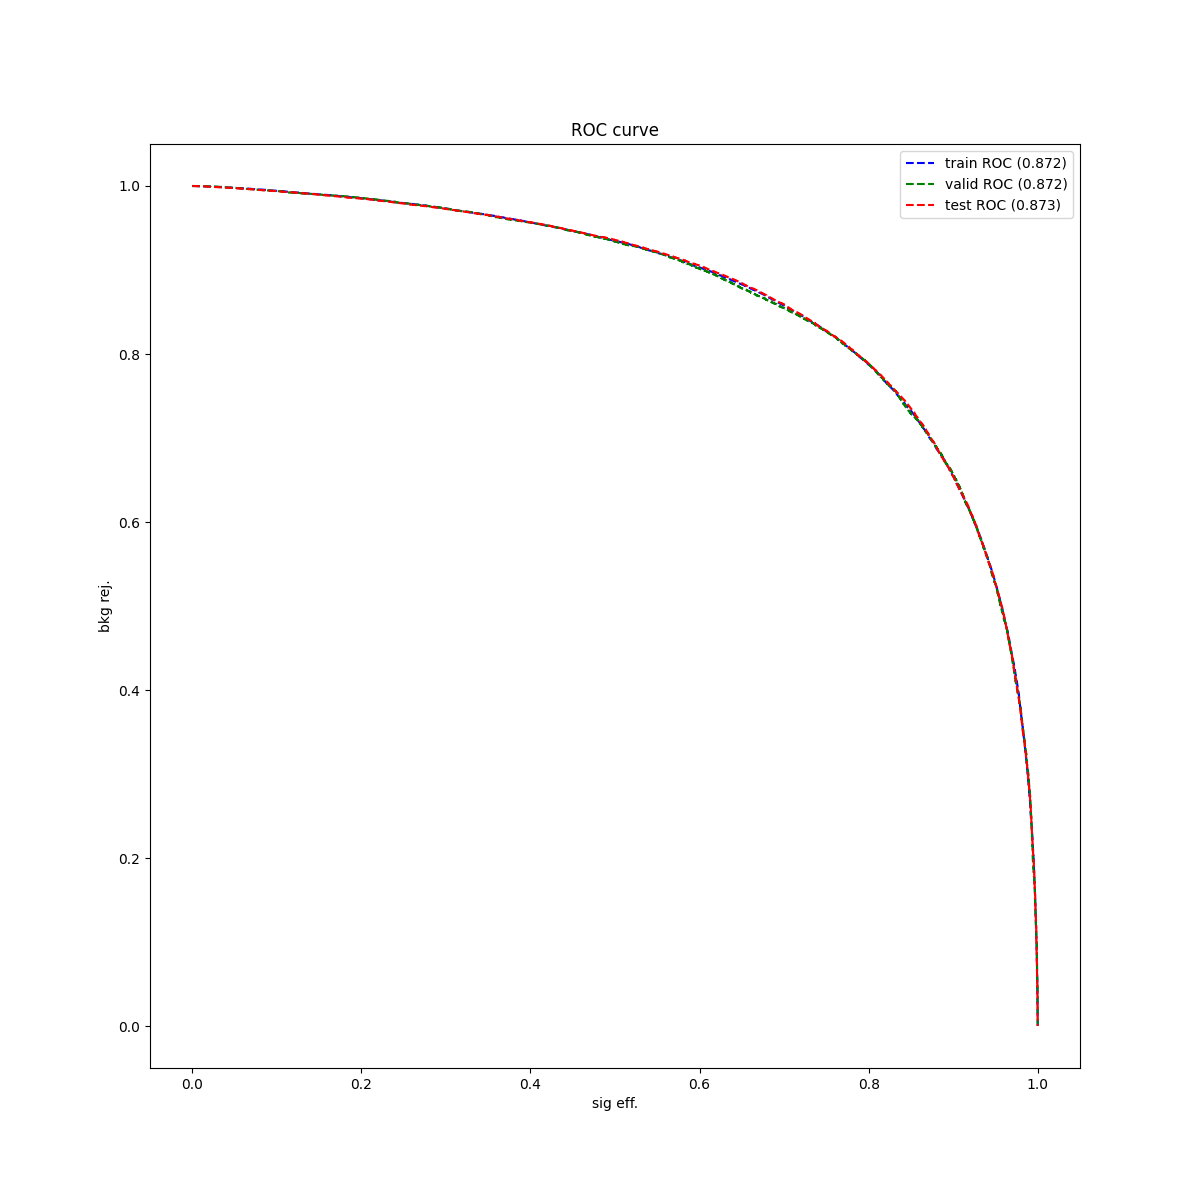 ROC curve
train ROC (0.872)
valid ROC (0.872)
test ROC (0.873)
1.0
0.8
0.6
0.4
0.2
0.0
bkg rej.
0.0 0.2 0.4 0.6 0.8 1.0
sig eff.